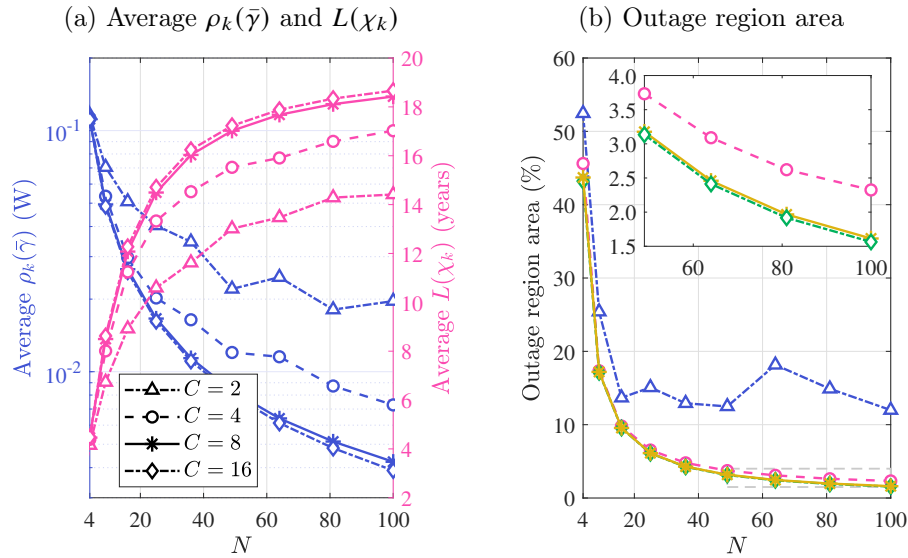 (a) Average ρₖ(γ̄) and L(χₖ)
(b) Outage region area
Average ρₖ(γ̄) (W)
10⁻¹
10⁻²
20
18
16
14
12
10
8
6
4
2
Average L(χₖ) (years)
C = 2
C = 4
C = 8
C = 16
4 20 40 60 80 100
N
Outage region area (%)
60
50
40
30
20
10
0
4.0
3.5
3.0
2.5
2.0
1.5
60 80 100
4 20 40 60 80 100
N